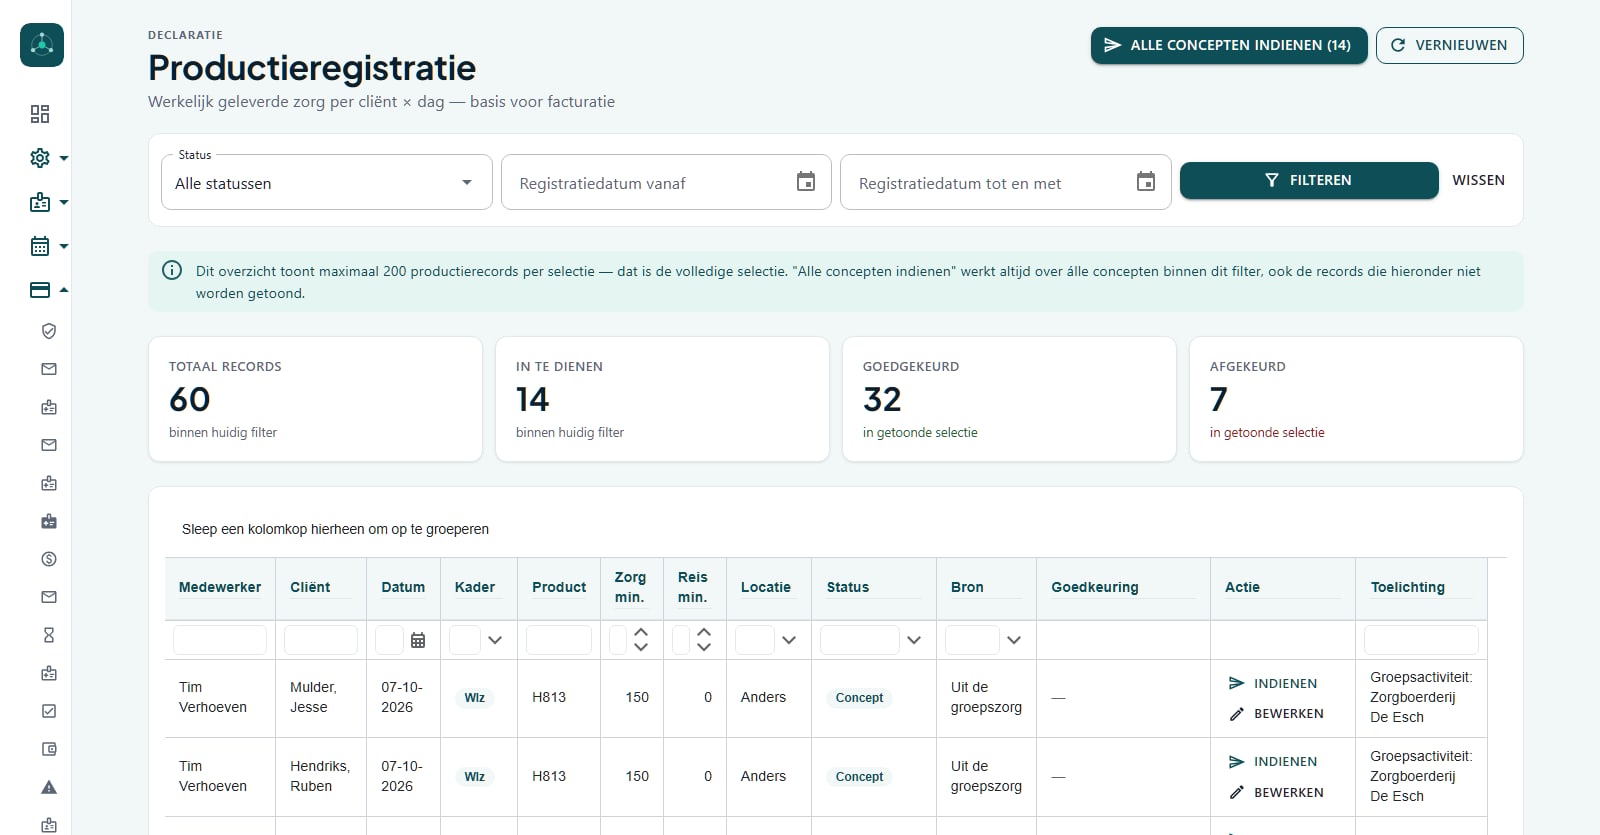 DECLARATIE
Productieregistratie
Werkelijk geleverde zorg per cliënt × dag — basis voor facturatie
ALLE CONCEPTEN INDIENEN (14)
VERNIEUWEN
Status
Alle statussen
Registratiedatum vanaf
Registratiedatum tot en met
FILTEREN
WISSEN
Dit overzicht toont maximaal 200 productierecords per selectie — dat is de volledige selectie. "Alle concepten indienen" werkt altijd over álle concepten binnen dit filter, ook de records die hieronder niet
worden getoond.
TOTAAL RECORDS
60
binnen huidig filter
IN TE DIENEN
14
binnen huidig filter
GOEDGEKEURD
32
in getoonde selectie
AFGEKEURD
7
in getoonde selectie
Sleep een kolomkop hierheen om op te groeperen
Medewerker Cliënt Datum Kader Product Zorg min. Reis min. Locatie Status Bron Goedkeuring Actie Toelichting
Tim Verhoeven Mulder, Jesse 07-10-2026 Wlz H813 150 0 Anders Concept Uit de groepszorg — INDIENEN BEWERKEN Groepsactiviteit: Zorgboerderij De Esch
Tim Verhoeven Hendriks, Ruben 07-10-2026 Wlz H813 150 0 Anders Concept Uit de groepszorg — INDIENEN BEWERKEN Groepsactiviteit: Zorgboerderij De Esch